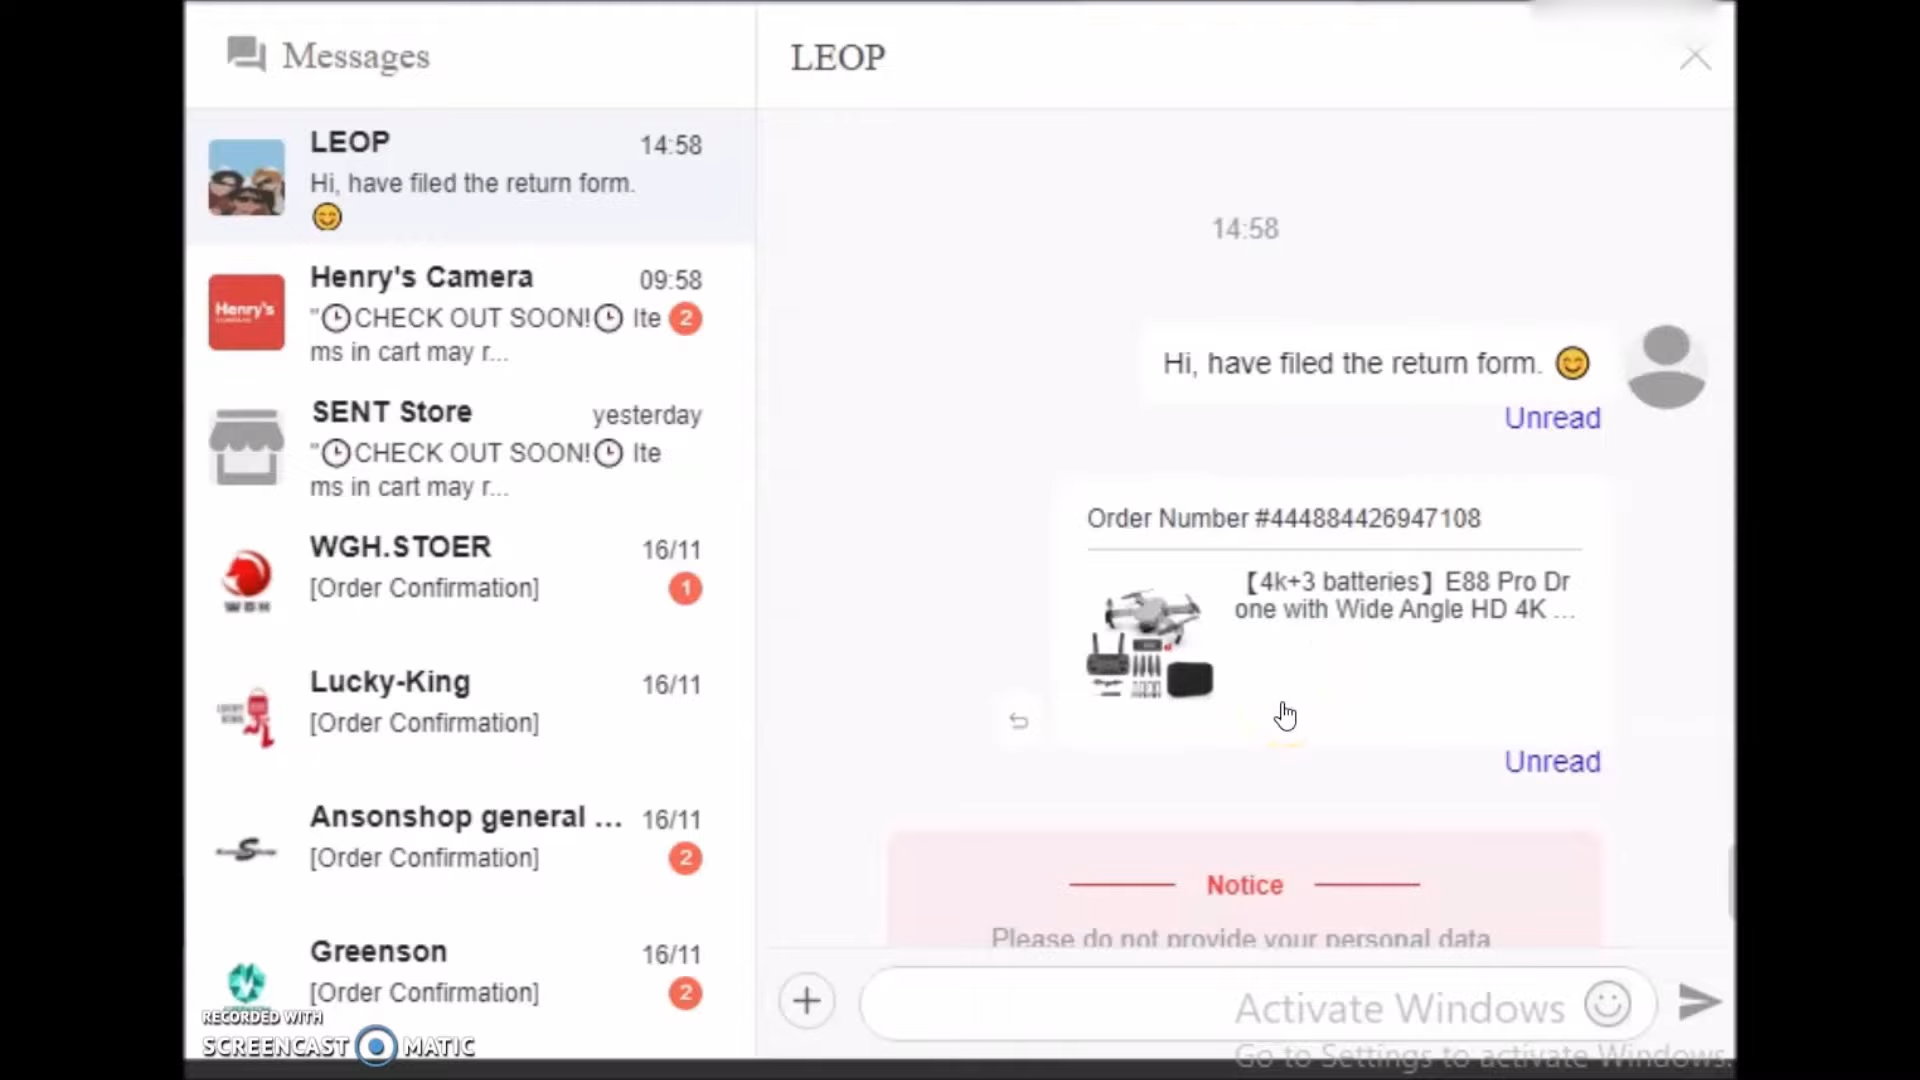 Messages
LEOP
14:58
Hi, have filed the return form.
😊
Henry's
Henry's Camera
09:58
"🕒CHECK OUT SOON!🕒 Ite
2
ms in cart may r...
SENT Store
yesterday
"🕒CHECK OUT SOON!🕒 Ite
ms in cart may r...
WGH
WGH.STOER
16/11
[Order Confirmation]
1
Lucky-King
16/11
[Order Confirmation]
Ansonshop general ...
16/11
[Order Confirmation]
2
Greenson
16/11
[Order Confirmation]
2
RECORDED WITH
SCREENCAST MATIC
LEOP
14:58
Hi, have filed the return form. 😊
Unread
Order Number #444884426947108
【4k+3 batteries】E88 Pro Dr
one with Wide Angle HD 4K ...
Unread
Notice
Please do not provide your personal data
Activate Windows
Go to Settings to activate Windows.